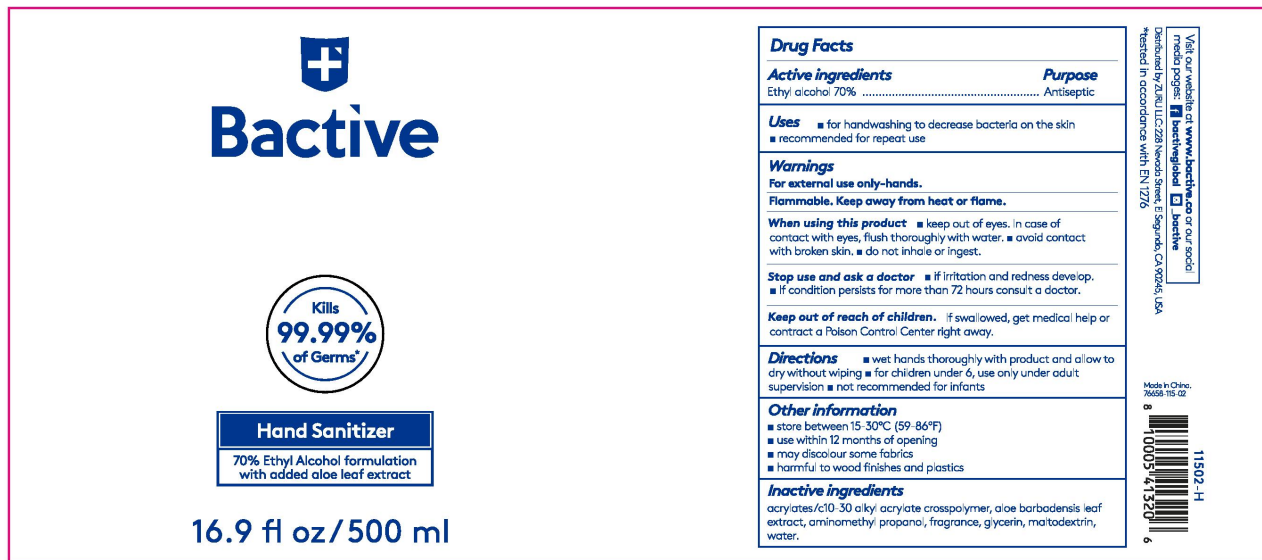 Bactive
Kills
99.99%
of Germs*
Hand Sanitizer
70% Ethyl Alcohol formulation
with added aloe leaf extract
16.9 fl oz/500 ml
Drug Facts
Active ingredients Purpose
Ethyl alcohol 70% ..................................................... Antiseptic
Uses ■ for handwashing to decrease bacteria on the skin
■ recommended for repeat use
Warnings
For external use only-hands.
Flammable. Keep away from heat or flame.
When using this product ■ keep out of eyes. In case of
contact with eyes, flush thoroughly with water. ■ avoid contact
with broken skin. ■ do not inhale or ingest.
Stop use and ask a doctor ■ if irritation and redness develop.
■ If condition persists for more than 72 hours consult a doctor.
Keep out of reach of children. If swallowed, get medical help or
contract a Poison Control Center right away.
Directions ■ wet hands thoroughly with product and allow to
dry without wiping ■ for children under 6, use only under adult
supervision ■ not recommended for infants
Other information
■ store between 15-30°C (59-86°F)
■ use within 12 months of opening
■ may discolour some fabrics
■ harmful to wood finishes and plastics
Inactive ingredients
acrylates/c10-30 alkyl acrylate crosspolymer, aloe barbadensis leaf
extract, aminomethyl propanol, fragrance, glycerin, maltodextrin,
water.
Visit our website at www.bactive.co or our social
media pages: bactiveglobal _bactive
Distributed by ZURU LLC: 228 Nevada Street, El Segundo, CA 90245, USA
*tested in accordance with EN 1276
Made in China.
76658-115-02
11502-H
8 10005 41320 6